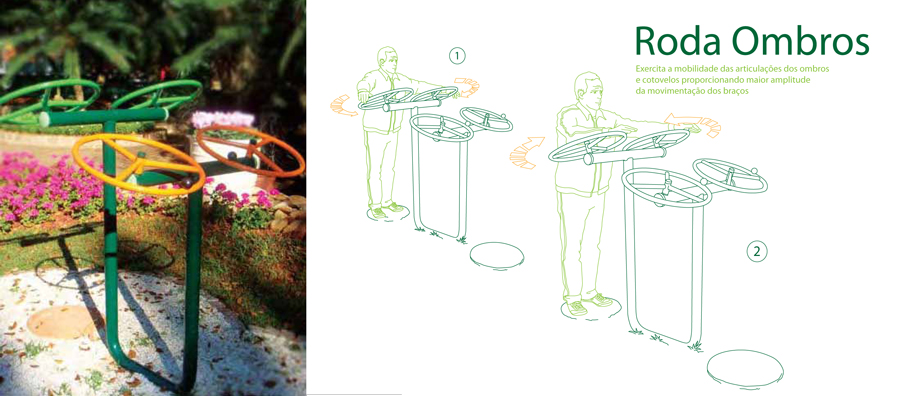 Roda Ombros
Exercita a mobilidade das articulações dos ombros
e cotovelos proporcionando maior amplitude
da movimentação dos braços
1
2